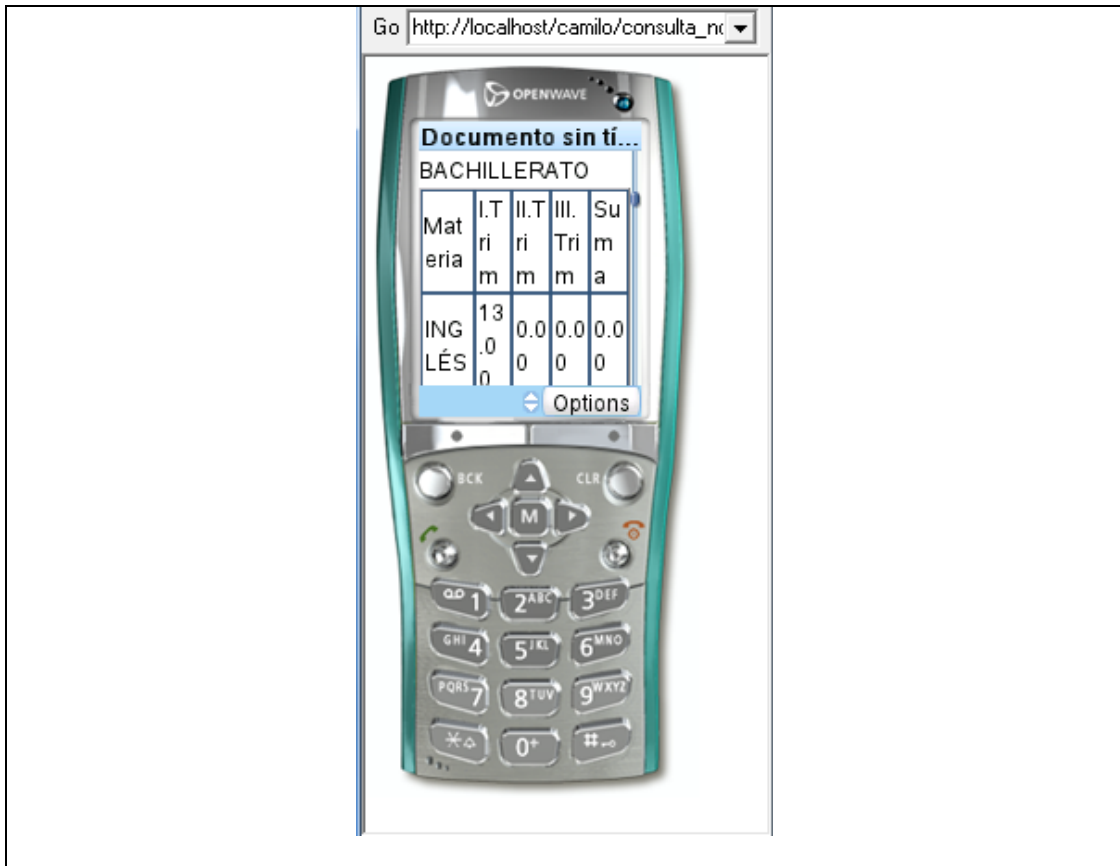 Go http://localhost/camilo/consulta_no
OPENWAVE
Documento sin tí...
BACHILLERATO
Mat
eria
I.T
ri
m
II.T
ri
m
III.
Tri
m
Su
m
a
ING
LÉS
13
.0
0
0.0
0
0.0
0
0.0
0
Options
BCK
CLR
M
1
2ABC
3DEF
GHI4
5JKL
6MNO
PQRS7
8TUV
9WXYZ
0+
#